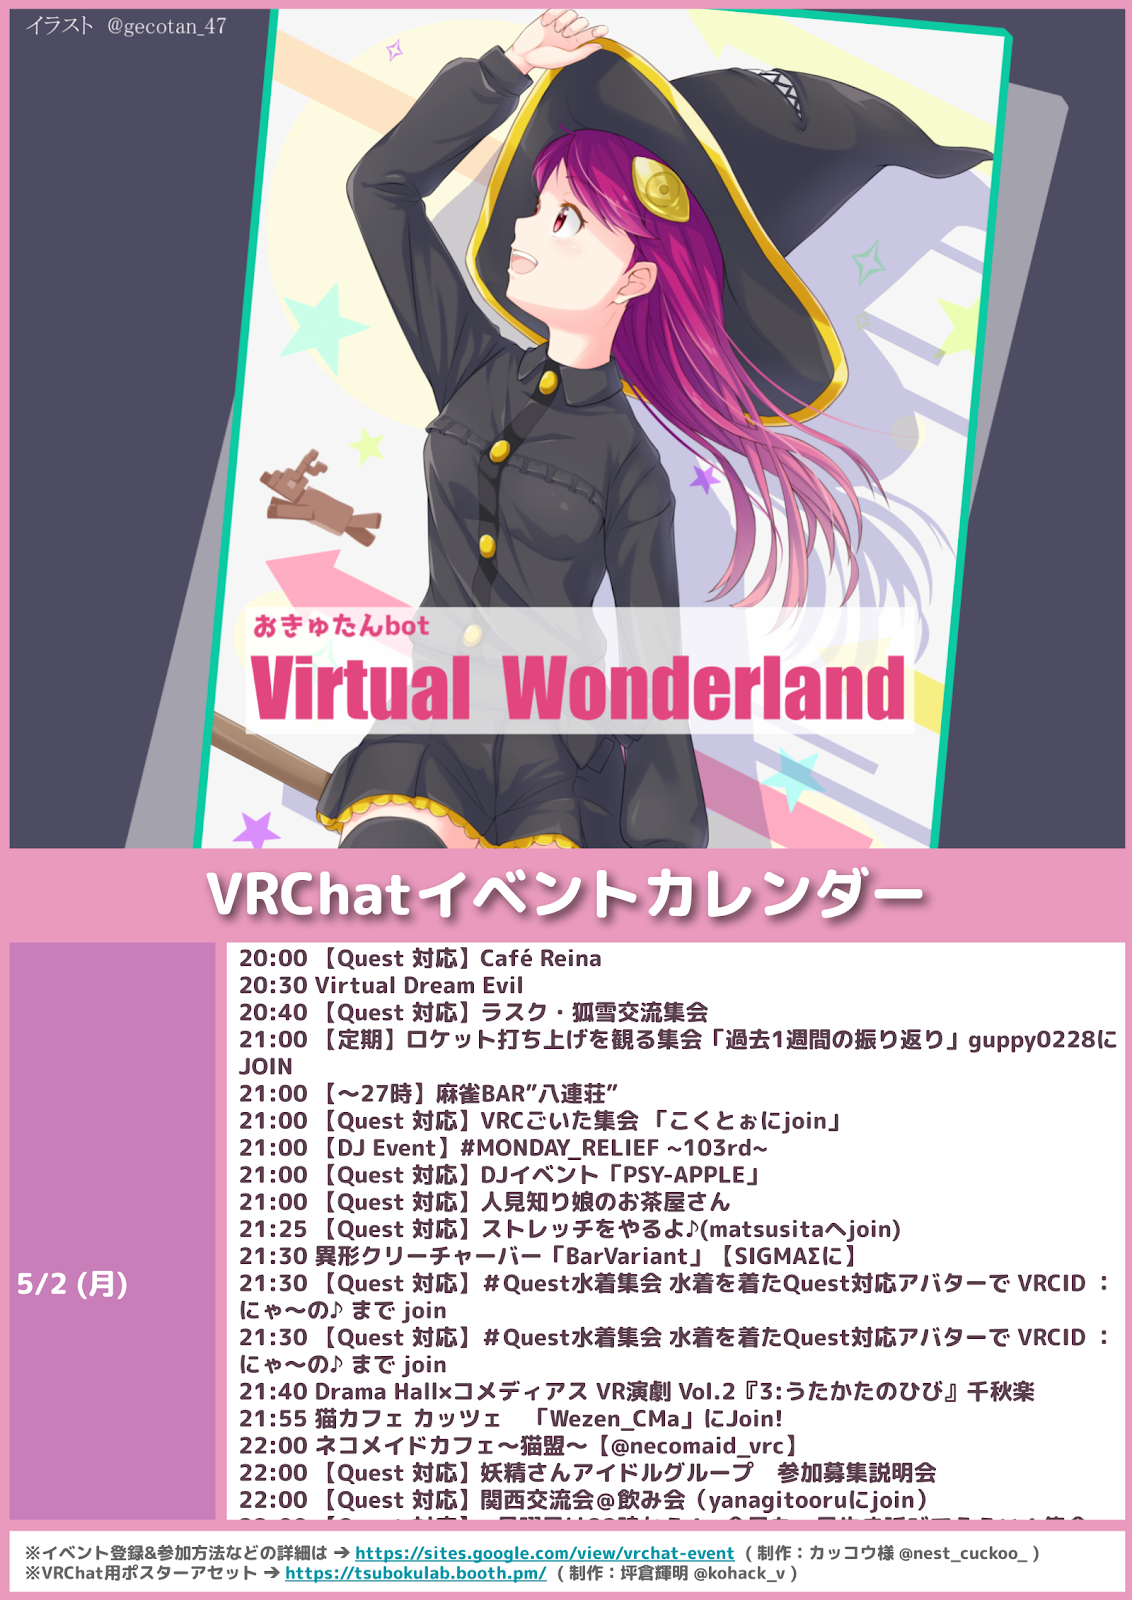 イラスト @gecotan_47
おきゅたんbot
Virtual Wonderland
VRChatイベントカレンダー
5/2 (月)
20:00 【Quest 対応】Café Reina
20:30 Virtual Dream Evil
20:40 【Quest 対応】ラスク・狐雪交流集会
21:00 【定期】ロケット打ち上げを観る集会「過去1週間の振り返り」guppy0228に
JOIN
21:00 【～27時】麻雀BAR”八連荘”
21:00 【Quest 対応】VRCごいた集会 「こくとぉにjoin」
21:00 【DJ Event】#MONDAY_RELIEF ~103rd~
21:00 【Quest 対応】DJイベント「PSY-APPLE」
21:00 【Quest 対応】人見知り娘のお茶屋さん
21:25 【Quest 対応】ストレッチをやるよ♪(matsusitaへjoin)
21:30 異形クリーチャーバー「BarVariant」【SIGMAΣに】
21:30 【Quest 対応】＃Quest水着集会 水着を着たQuest対応アバターで VRCID ：
にゃ～の♪ まで join
21:30 【Quest 対応】＃Quest水着集会 水着を着たQuest対応アバターで VRCID ：
にゃ～の♪ まで join
21:40 Drama Hall×コメディアス VR演劇 Vol.2『3:うたかたのひび』千秋楽
21:55 猫カフェ カッツェ　「Wezen_CMa」にJoin!
22:00 ネコメイドカフェ～猫盟～【@necomaid_vrc】
22:00 【Quest 対応】妖精さんアイドルグループ　参加募集説明会
22:00 【Quest 対応】関西交流会＠飲み会（yanagitooruにjoin）
※イベント登録&参加方法などの詳細は ➔ https://sites.google.com/view/vrchat-event ( 制作：カッコウ様 @nest_cuckoo_ )
※VRChat用ポスターアセット ➔ https://tsubokulab.booth.pm/ ( 制作：坪倉輝明 @kohack_v )